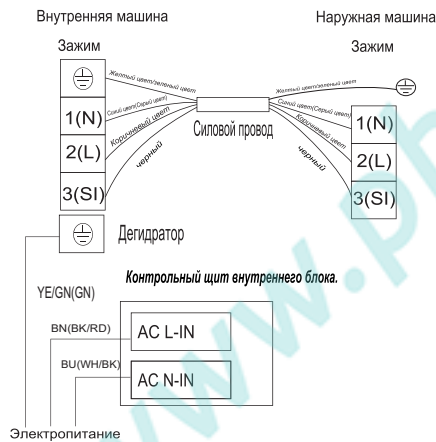 Внутренняя машина
Наружная машина
Зажим
Зажим
Желтый цвет/зеленый цвет
Желтый цвет/зеленый цвет
1(N)
Синий цвет(Серый цвет)
Синий цвет(Серый цвет)
1(N)
Силовой провод
2(L)
Коричневый цвет
Коричневый цвет
2(L)
3(SI)
черный
черный
3(SI)
Дегидратор
Контрольный щит внутреннего блока.
YE/GN(GN)
BN(BK/RD)
AC L-IN
BU(WH/BK)
AC N-IN
Электропитание
www.ph